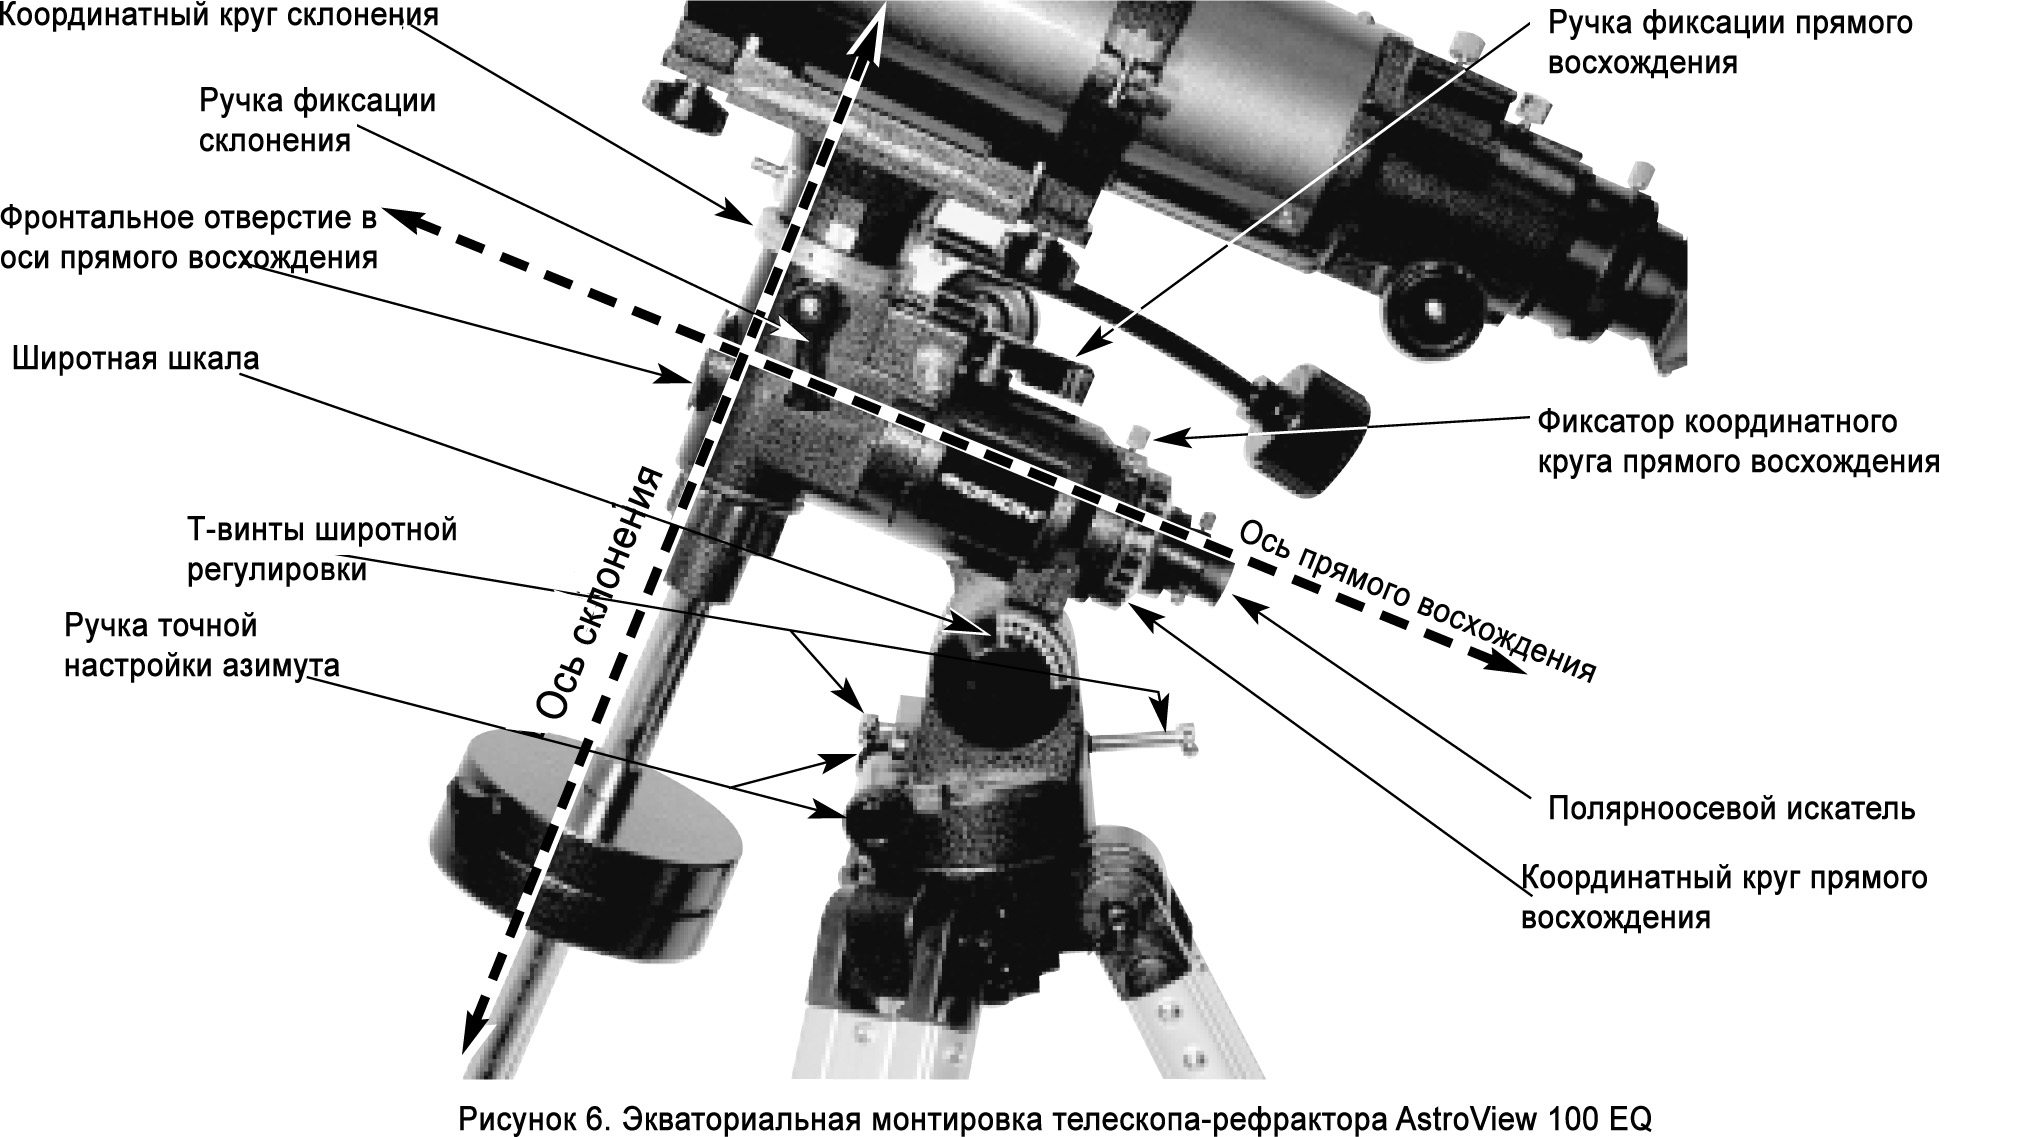 Координатный круг склонения
Ручка фиксации
склонения
Фронтальное отверстие в
оси прямого восхождения
Широтная шкала
Т-винты широтной
регулировки
Ручка точной
настройки азимута
Ось склонения
ORION
Ручка фиксации прямого
восхождения
Фиксатор координатного
круга прямого восхождения
Ось прямого восхождения
Полярноосевой искатель
Координатный круг прямого
восхождения
Рисунок 6. Экваториальная монтировка телескопа-рефрактора AstroView 100 EQ